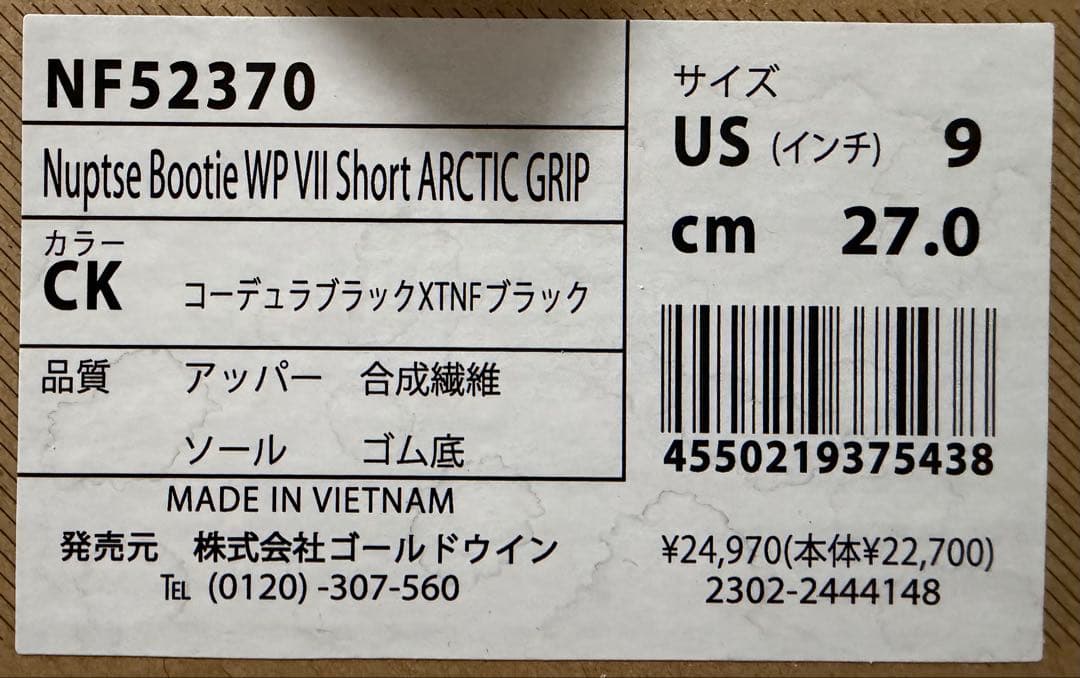 NF52370
Nuptse Bootie WP VII Short ARCTIC GRIP
カラー
CK コーデュラブラックXTNFブラック
品質 アッパー 合成繊維
ソール ゴム底
MADE IN VIETNAM
発売元 株式会社ゴールドウイン
TEL (0120) -307-560
サイズ
US (インチ) 9
cm 27.0
4550219375438
¥24,970(本体¥22,700)
2302-2444148